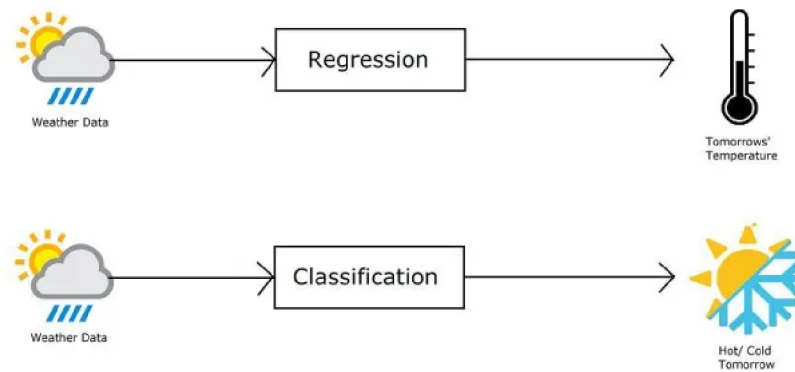 Regression
Weather Data
Tomorrows'
Temperature
Classification
Weather Data
Hot/ Cold
Tomorrow